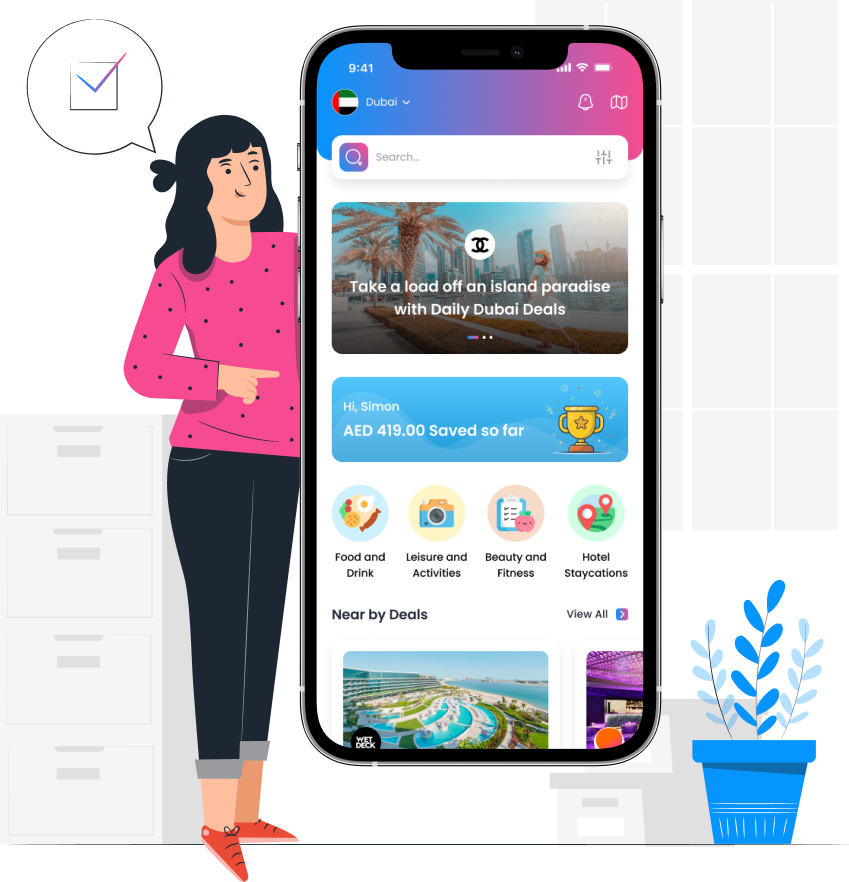 9:41
Dubai
Search...
Take a load off an island paradise
with Daily Dubai Deals
Hi, Simon
AED 419.00 Saved so far
Food and
Drink
Leisure and
Activities
Beauty and
Fitness
Hotel
Staycations
Near by Deals
View All
WET
DECK